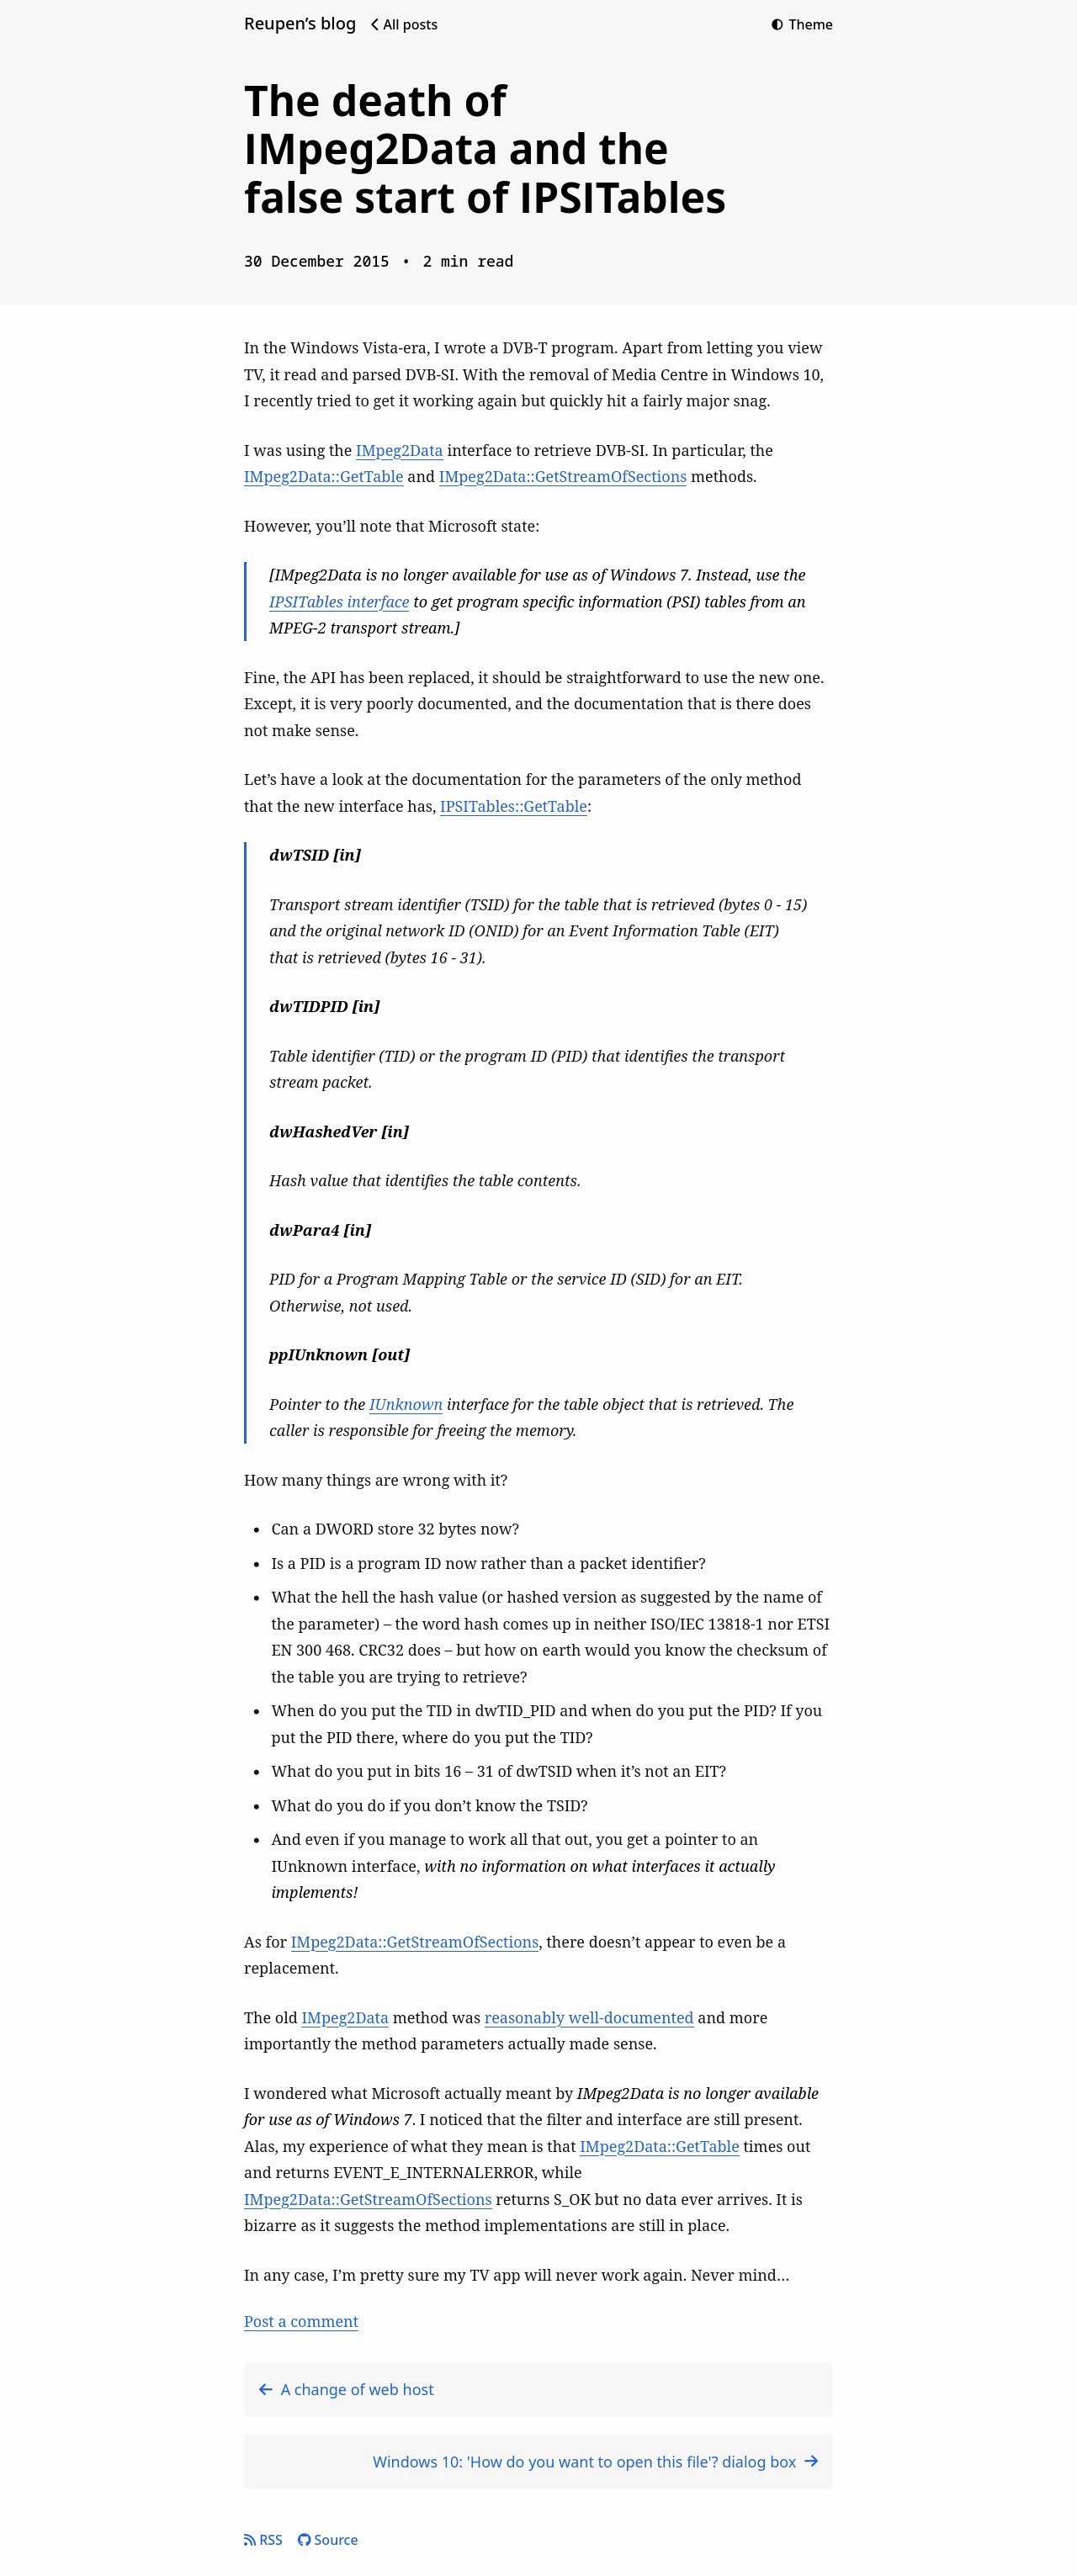 Reupen’s blog All posts Theme
The death of
IMpeg2Data and the
false start of IPSITables
30 December 2015 • 2 min read
In the Windows Vista-era, I wrote a DVB-T program. Apart from letting you view
TV, it read and parsed DVB-SI. With the removal of Media Centre in Windows 10,
I recently tried to get it working again but quickly hit a fairly major snag.
I was using the IMpeg2Data interface to retrieve DVB-SI. In particular, the
IMpeg2Data::GetTable and IMpeg2Data::GetStreamOfSections methods.
However, you’ll note that Microsoft state:
[IMpeg2Data is no longer available for use as of Windows 7. Instead, use the
IPSITables interface to get program specific information (PSI) tables from an
MPEG-2 transport stream.]
Fine, the API has been replaced, it should be straightforward to use the new one.
Except, it is very poorly documented, and the documentation that is there does
not make sense.
Let’s have a look at the documentation for the parameters of the only method
that the new interface has, IPSITables::GetTable:
dwTSID [in]
Transport stream identifier (TSID) for the table that is retrieved (bytes 0 - 15)
and the original network ID (ONID) for an Event Information Table (EIT)
that is retrieved (bytes 16 - 31).
dwTIDPID [in]
Table identifier (TID) or the program ID (PID) that identifies the transport
stream packet.
dwHashedVer [in]
Hash value that identifies the table contents.
dwPara4 [in]
PID for a Program Mapping Table or the service ID (SID) for an EIT.
Otherwise, not used.
ppIUnknown [out]
Pointer to the IUnknown interface for the table object that is retrieved. The
caller is responsible for freeing the memory.
How many things are wrong with it?
• Can a DWORD store 32 bytes now?
• Is a PID is a program ID now rather than a packet identifier?
• What the hell the hash value (or hashed version as suggested by the name of
the parameter) – the word hash comes up in neither ISO/IEC 13818-1 nor ETSI
EN 300 468. CRC32 does – but how on earth would you know the checksum of
the table you are trying to retrieve?
• When do you put the TID in dwTID_PID and when do you put the PID? If you
put the PID there, where do you put the TID?
• What do you put in bits 16 – 31 of dwTSID when it’s not an EIT?
• What do you do if you don’t know the TSID?
• And even if you manage to work all that out, you get a pointer to an
IUnknown interface, with no information on what interfaces it actually
implements!
As for IMpeg2Data::GetStreamOfSections, there doesn’t appear to even be a
replacement.
The old IMpeg2Data method was reasonably well-documented and more
importantly the method parameters actually made sense.
I wondered what Microsoft actually meant by IMpeg2Data is no longer available
for use as of Windows 7. I noticed that the filter and interface are still present.
Alas, my experience of what they mean is that IMpeg2Data::GetTable times out
and returns EVENT_E_INTERNALERROR, while
IMpeg2Data::GetStreamOfSections returns S_OK but no data ever arrives. It is
bizarre as it suggests the method implementations are still in place.
In any case, I’m pretty sure my TV app will never work again. Never mind…
Post a comment
← A change of web host
Windows 10: 'How do you want to open this file'? dialog box →
RSS Source